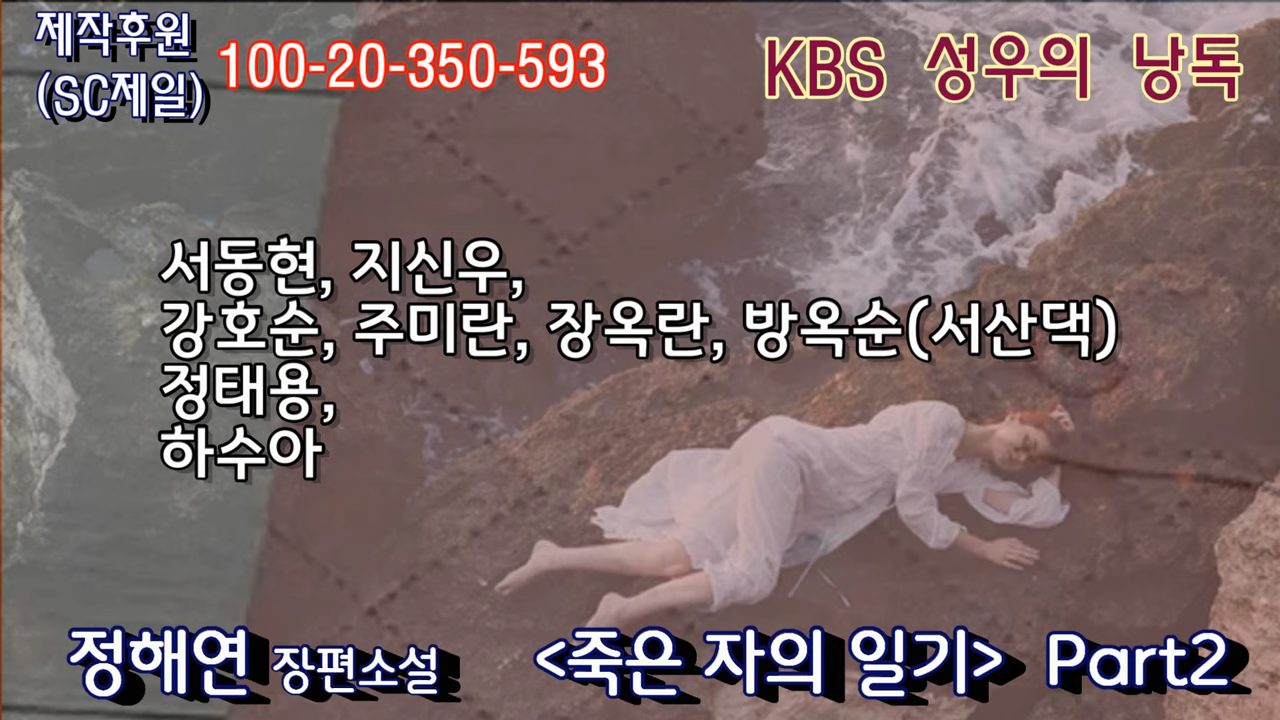 제작후원
(SC제일)
100-20-350-593
KBS 성우의 낭독
서동현, 지신우,
강호순, 주미란, 장옥란, 방옥순(서산댁)
정태용,
하수아
정해연 장편소설 <죽은 자의 일기> Part2